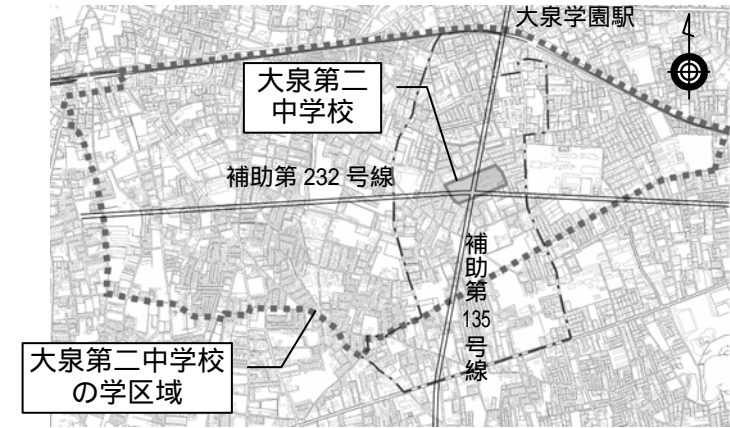 大泉学園駅
大泉第二
中学校
補助第 232 号線
補助第 135 号線
大泉第二中学校
の学区域